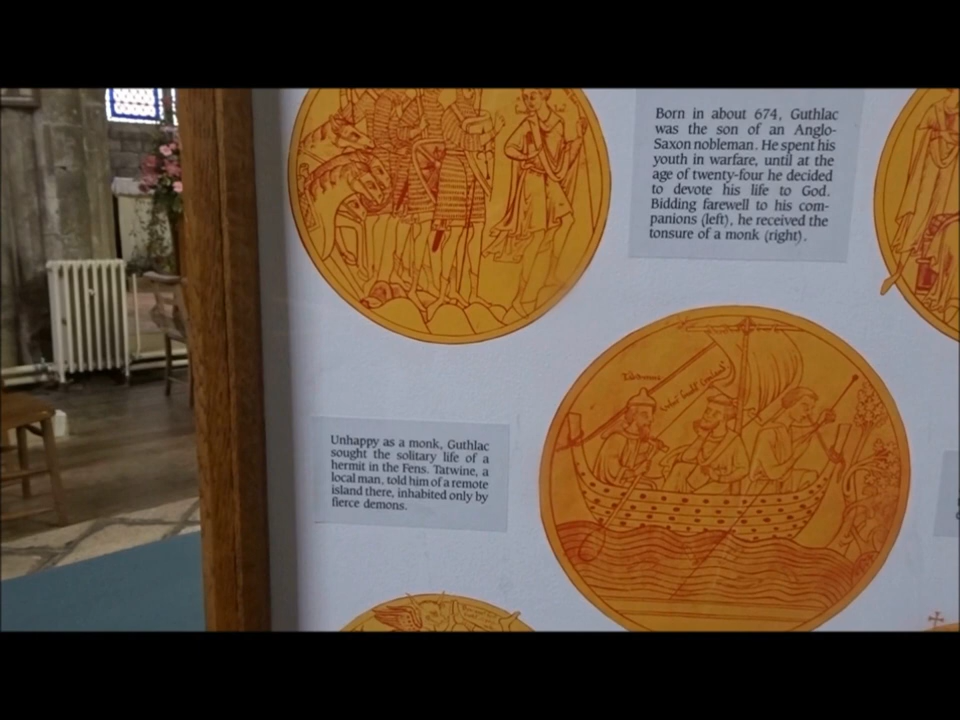 Born in about 674, Guthlac
was the son of an Anglo-
Saxon nobleman. He spent his
youth in warfare, until at the
age of twenty-four he decided
to devote his life to God.
Bidding farewell to his com-
panions (left), he received the
tonsure of a monk (right).
Unhappy as a monk, Guthlac
sought the solitary life of a
hermit in the Fens. Tatwine, a
local man, told him of a remote
island there, inhabited only by
fierce demons.